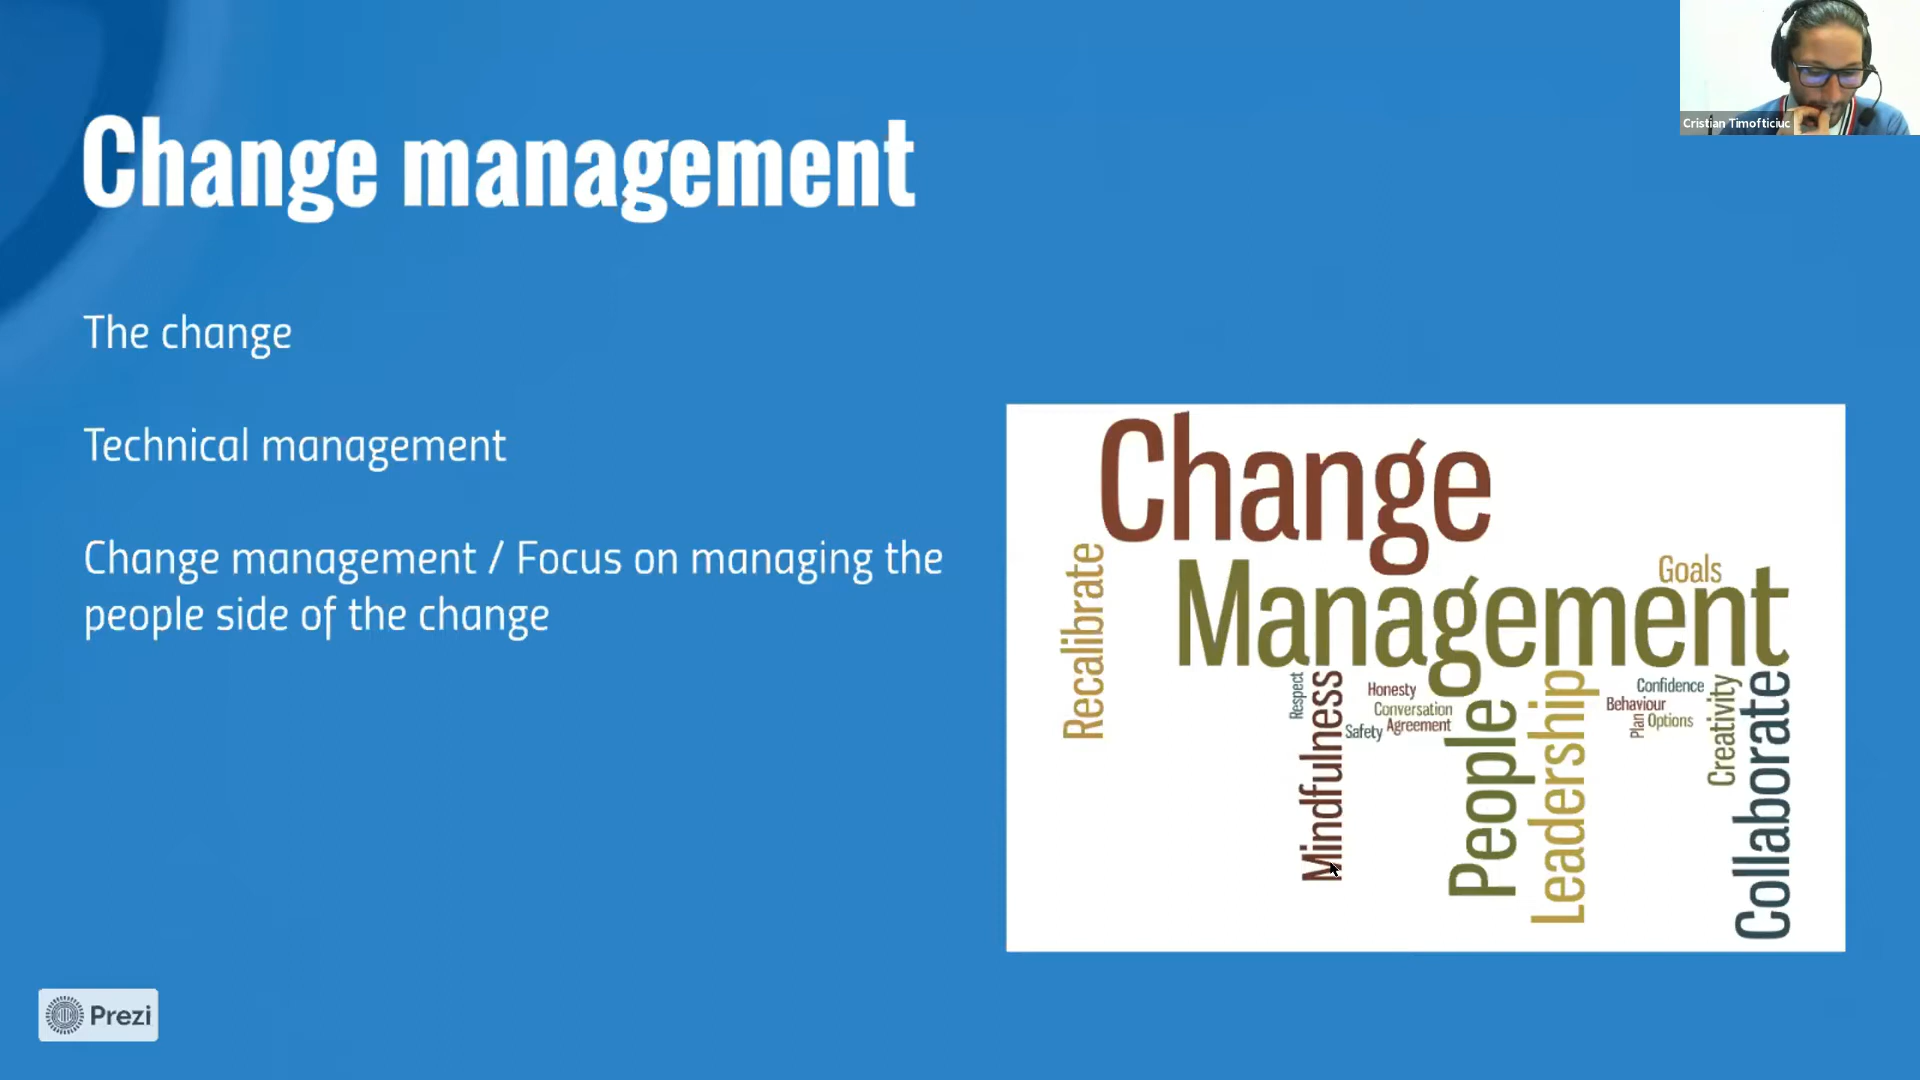 Cristian Timofticiuc
Change management
The change
Technical management
Change management / Focus on managing the
people side of the change
Change
Management
Goals
Recalibrate
Respect
Mindfulness
Honesty
Conversation
Safety
Agreement
People
Leadership
Confidence
Behaviour
Plan
Options
Creativity
Collaborate
Prezi